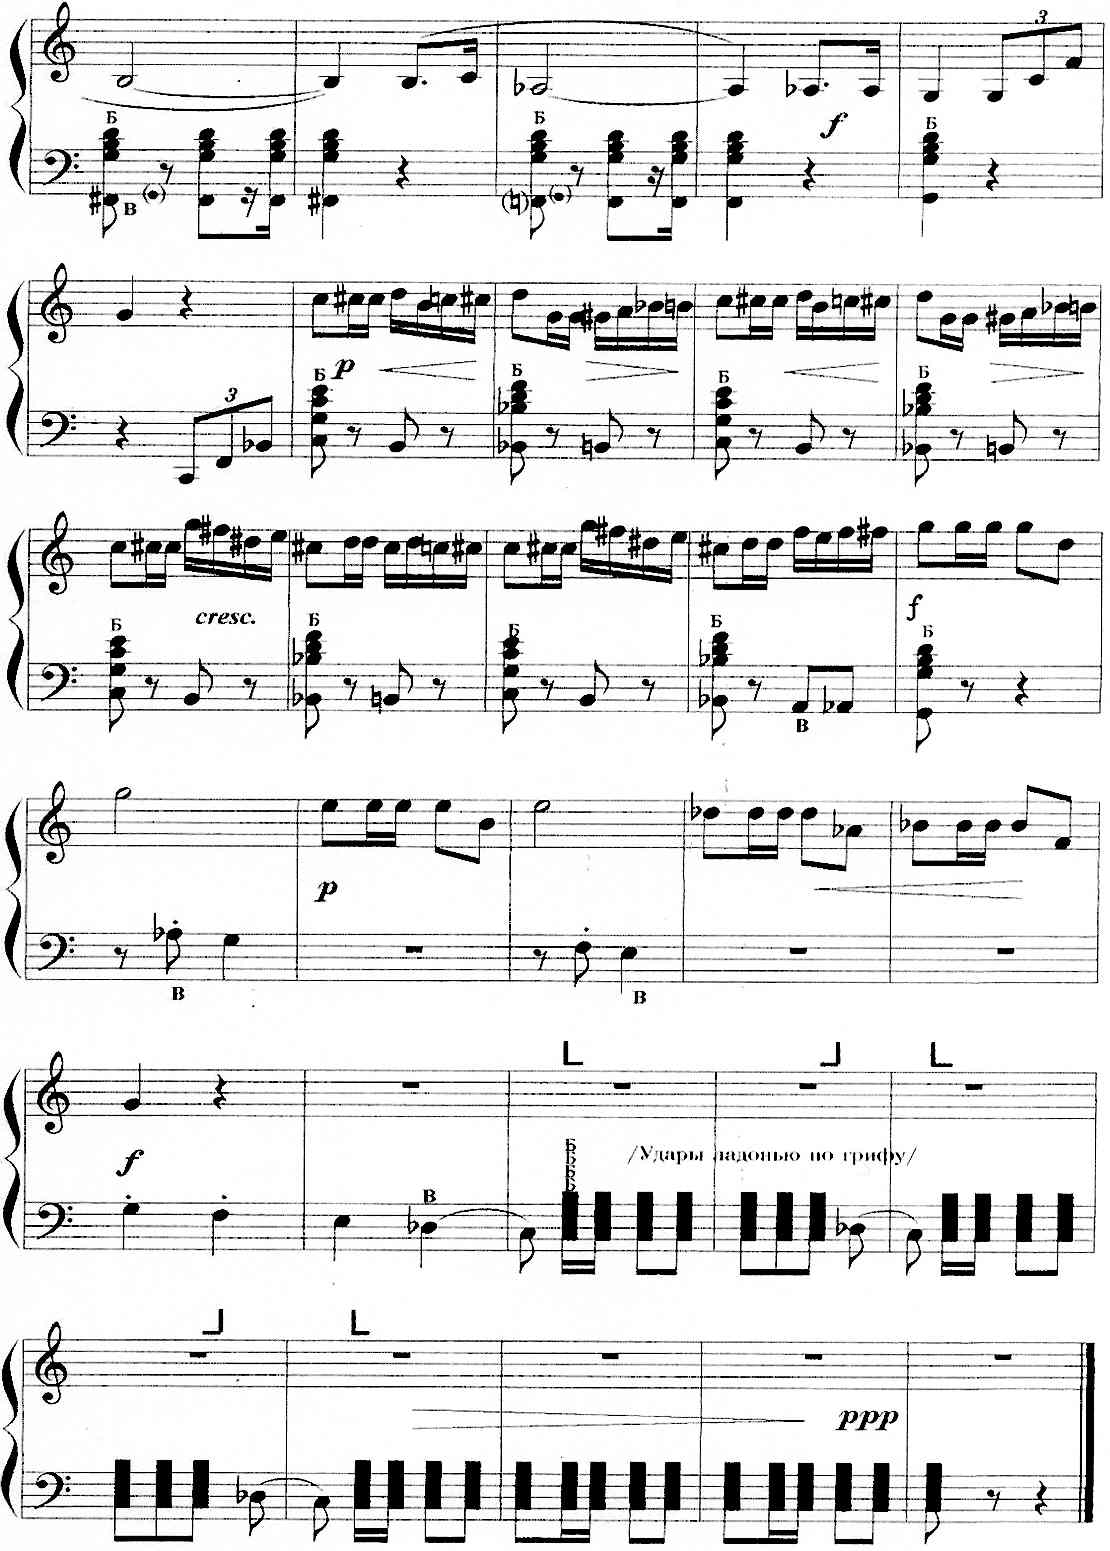 3
Б Б Б
f
В
3
Б Б Б Б
p
Б Б Б Б Б
cresc.
f
В
p
В В
f
В
Б
Б
Б
Б
/Удары ладонью по грифу/
ppp